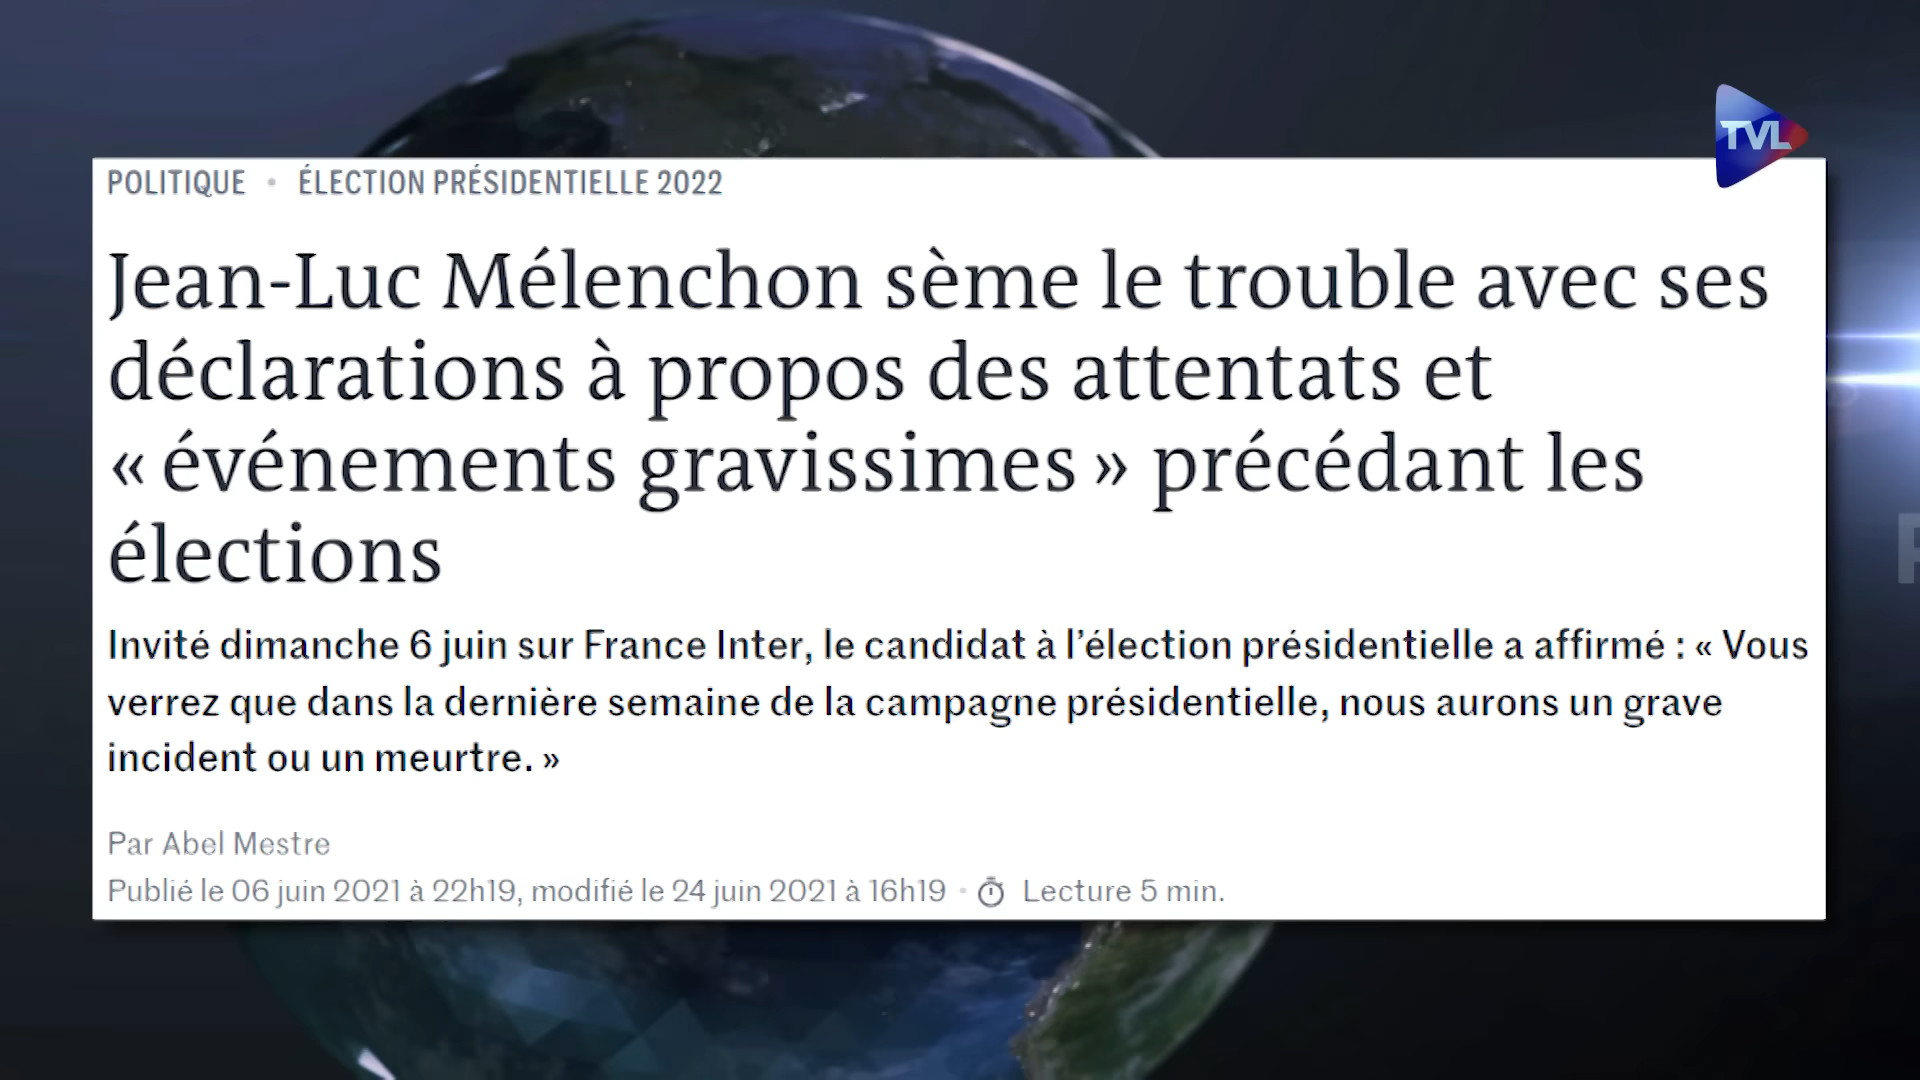 TVL
POLITIQUE • ÉLECTION PRÉSIDENTIELLE 2022
Jean-Luc Mélenchon sème le trouble avec ses
déclarations à propos des attentats et
« événements gravissimes » précédant les
élections
Invité dimanche 6 juin sur France Inter, le candidat à l’élection présidentielle a affirmé : « Vous
verrez que dans la dernière semaine de la campagne présidentielle, nous aurons un grave
incident ou un meurtre. »
Par Abel Mestre
Publié le 06 juin 2021 à 22h19, modifié le 24 juin 2021 à 16h19 • Lecture 5 min.